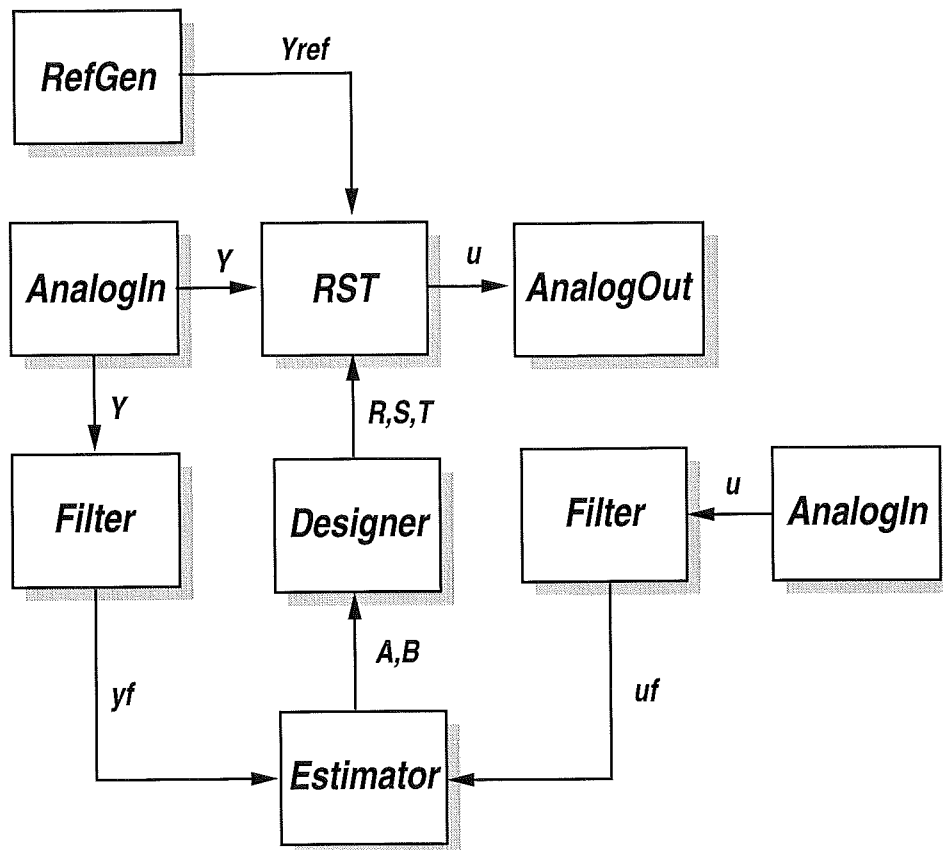 RefGen
Yref
AnalogIn
Y
RST
u
AnalogOut
Y
R,S,T
Filter
Designer
Filter
u
AnalogIn
yf
A,B
uf
Estimator